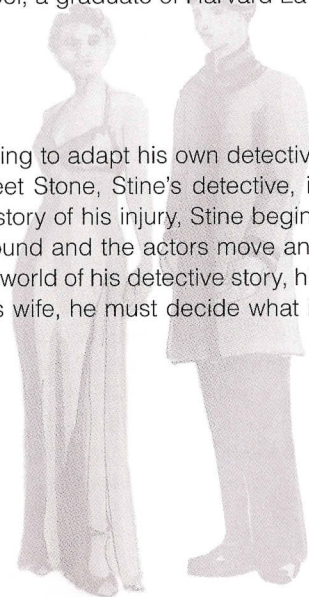 ol, a graduate of Harvard La
ing to adapt his own detectiv
eet Stone, Stine's detective, i
story of his injury, Stine begin
ound and the actors move an
world of his detective story, h
s wife, he must decide what i